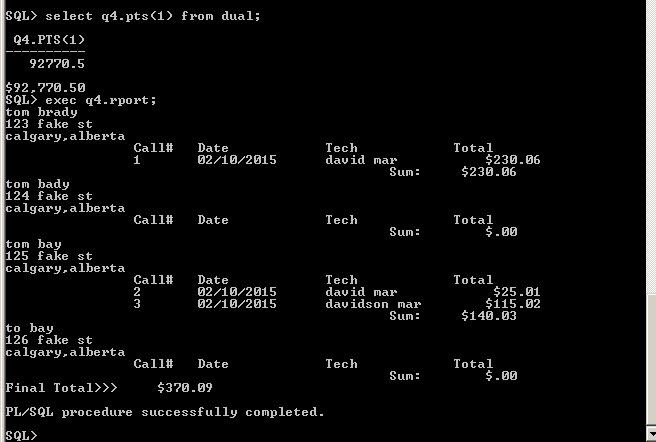 SQL> select q4.pts(1) from dual;
Q4.PTS(1)
----------
92770.5
$92,770.50
SQL> exec q4.rport;
tom brady
123 fake st
calgary,alberta
Call# Date Tech Total
1 02/10/2015 david mar $230.06
Sum: $230.06
tom bady
124 fake st
calgary,alberta
Call# Date Tech Total
Sum: $.00
tom bay
125 fake st
calgary,alberta
Call# Date Tech Total
2 02/10/2015 david mar $25.01
3 02/10/2015 davidson mar $115.02
Sum: $140.03
to bay
126 fake st
calgary,alberta
Call# Date Tech Total
Sum: $.00
Final Total>>> $370.09
PL/SQL procedure successfully completed.
SQL>